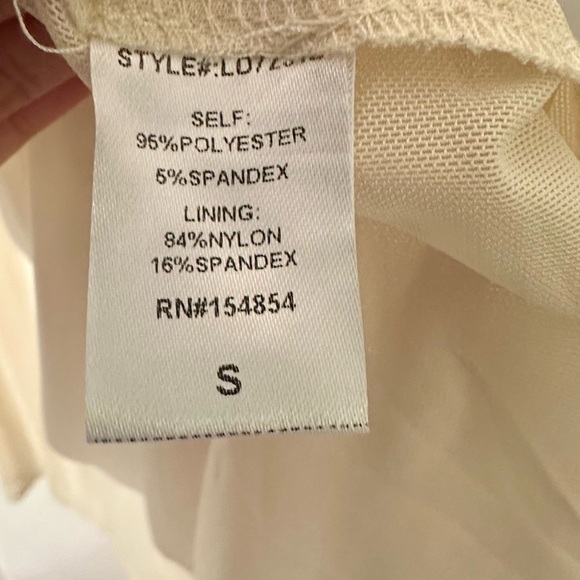 STYLE#:
SELF:
95%POLYESTER
5%SPANDEX
LINING:
84%NYLON
16%SPANDEX
RN#154854
S